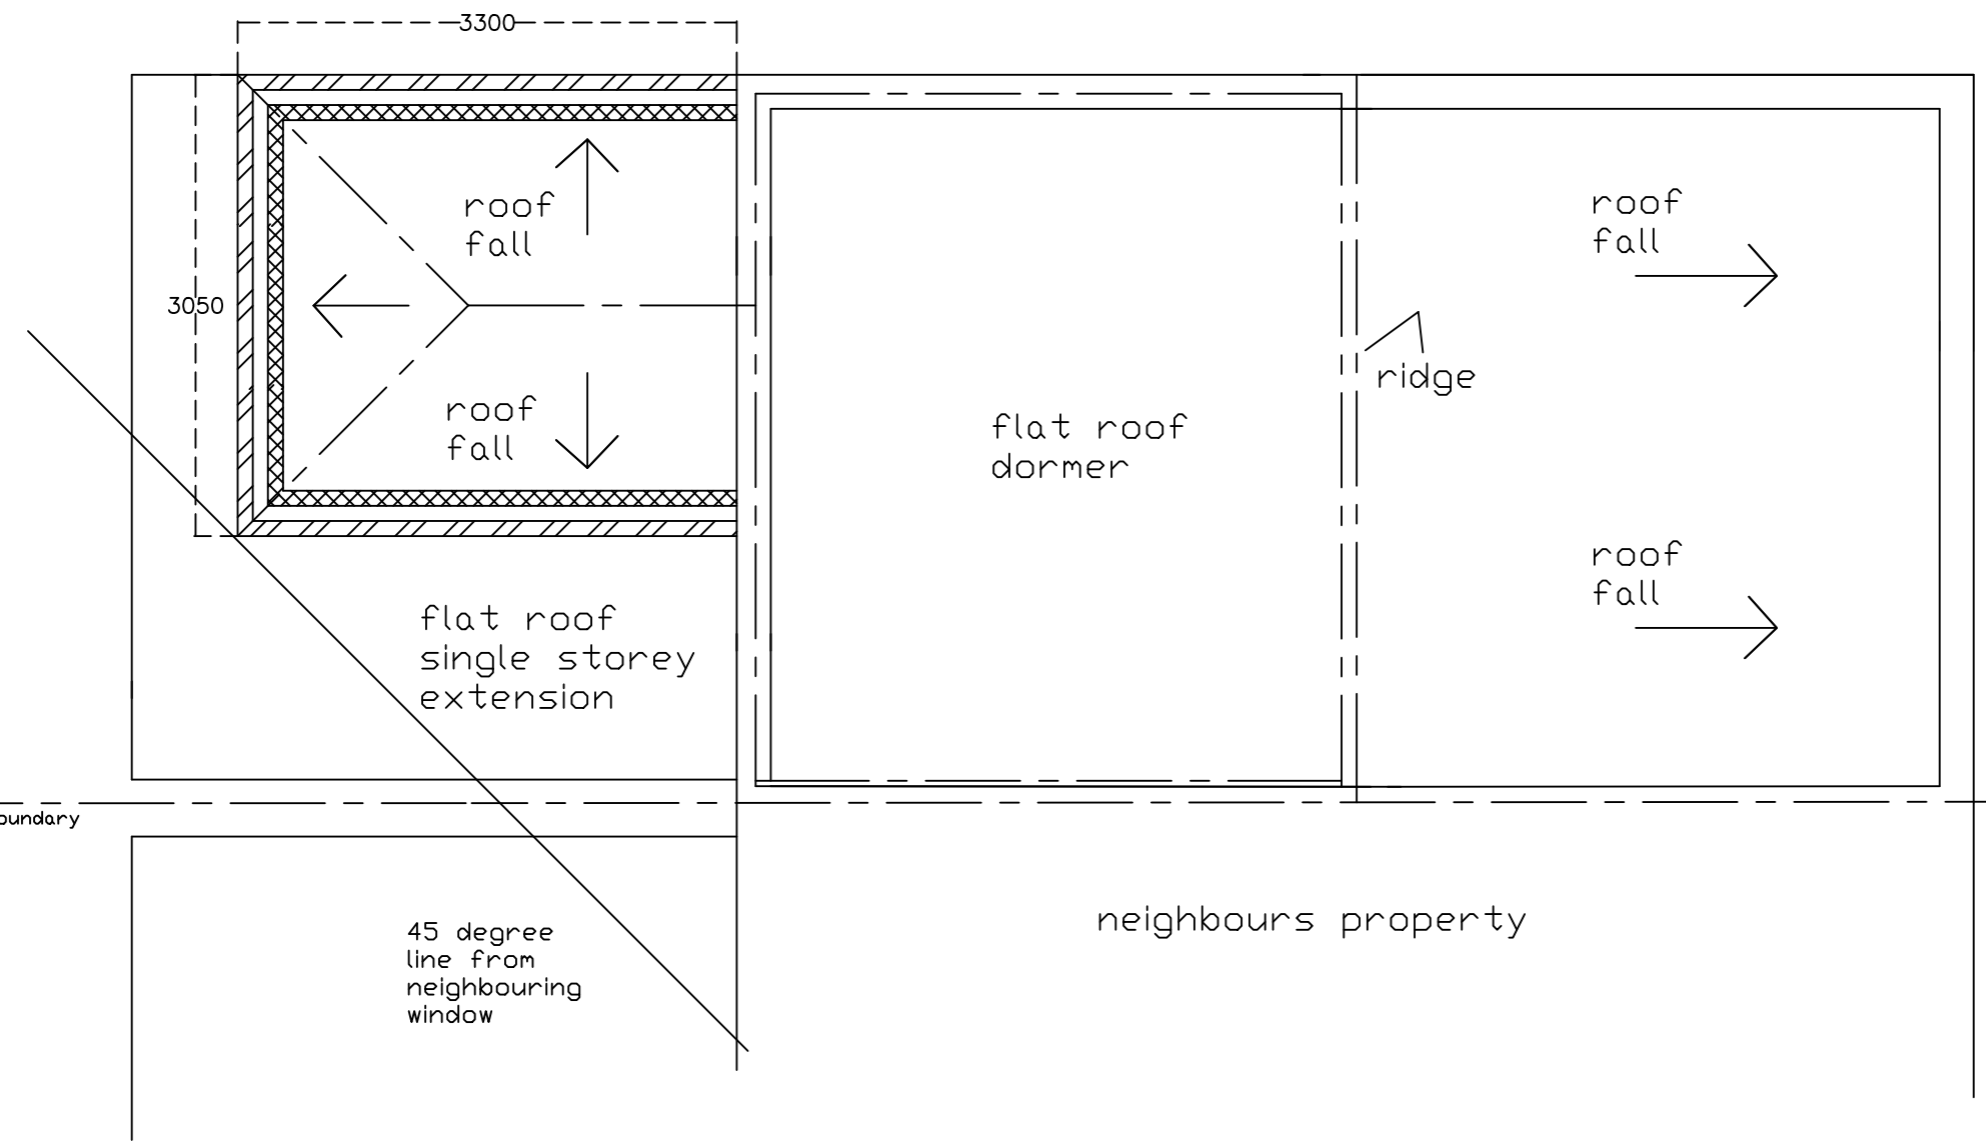 3300
roof
fall
roof
fall
3050
ridge
roof
fall
flat roof
dormer
roof
fall
flat roof
single storey
extension
oundary
45 degree
line from
neighbouring
window
neighbours property